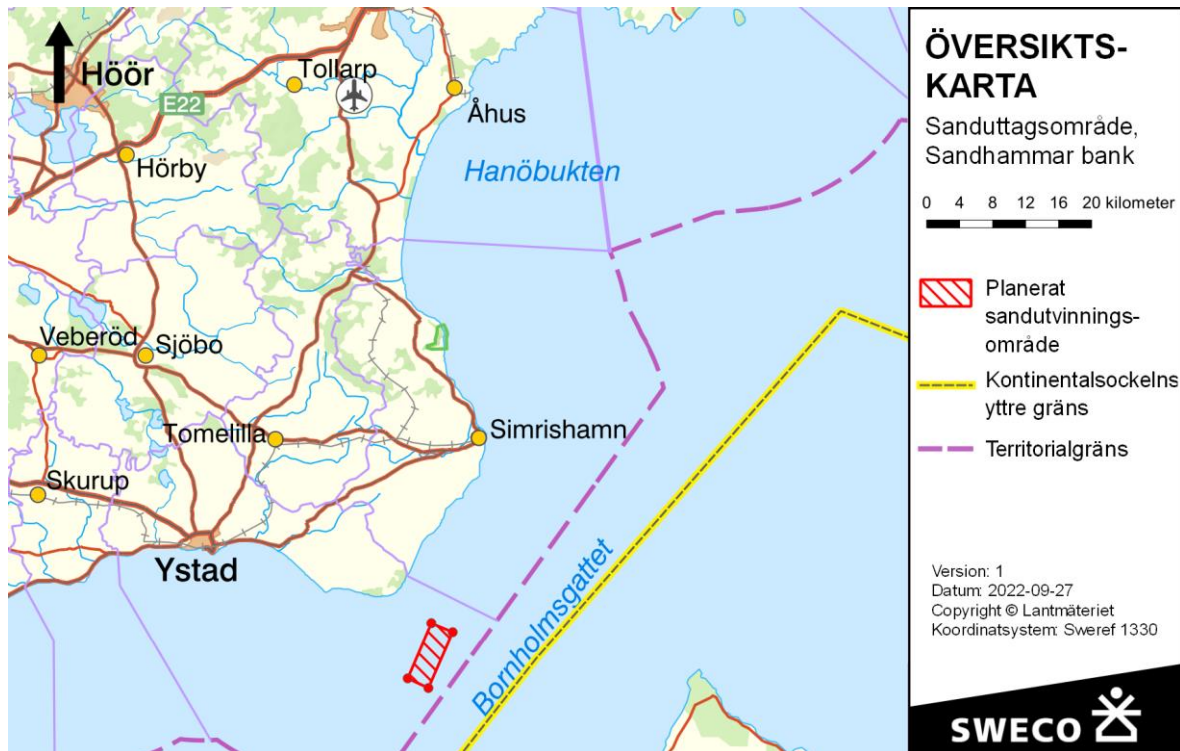 Höör
Tollarp
E22
Åhus
Hörby
Hanöbukten
Veberöd
Sjöbo
Tomelilla
Simrishamn
Skurup
Ystad
Bornholmsgattet
ÖVERSIKTS-
KARTA
Sanduttagsområde,
Sandhammar bank
0 4 8 12 16 20 kilometer
Planerat
sandutvinnings-
område
Kontinentalsockelns
yttre gräns
Territorialgräns
Version: 1
Datum: 2022-09-27
Copyright © Lantmäteriet
Koordinatsystem: Sweref 1330
SWECO